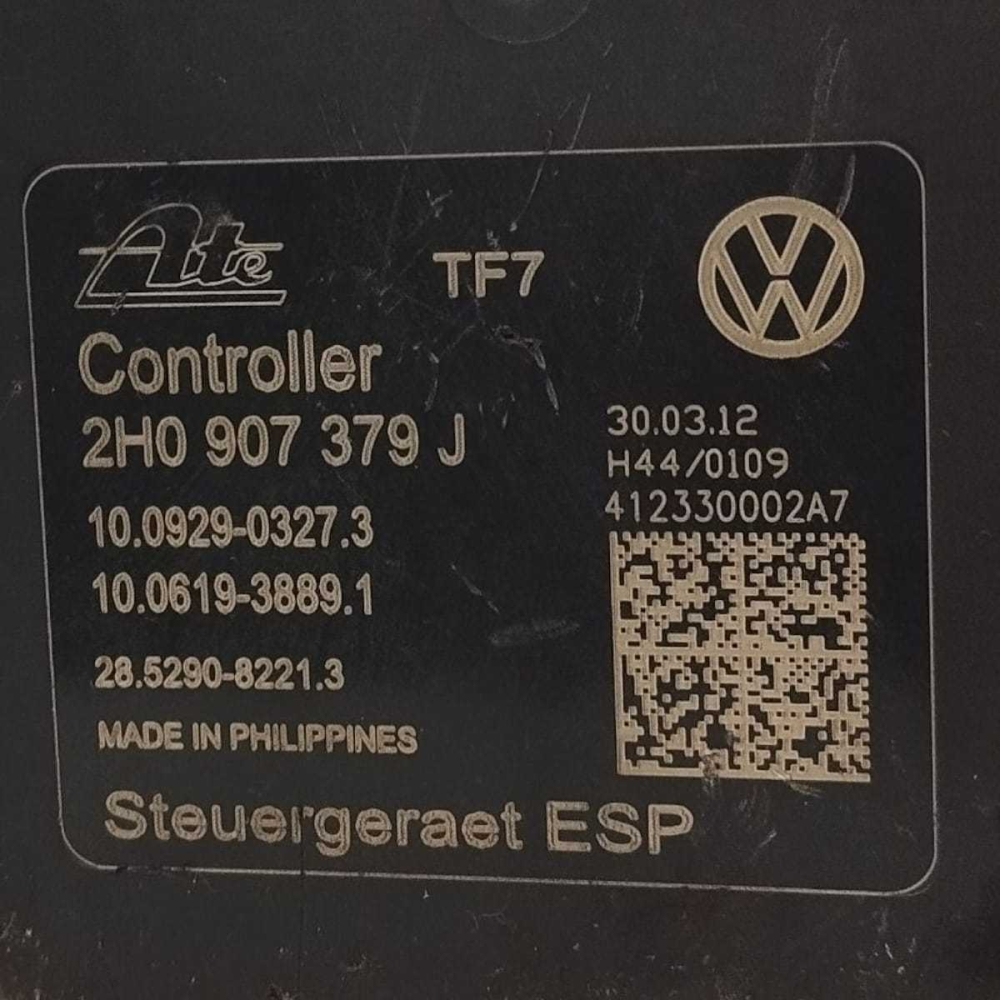 Ate
TF7
Controller
2H0 907 379 J
10.0929-0327.3
10.0619-3889.1
28.5290-8221.3
MADE IN PHILIPPINES
Steuergeraet ESP
30.03.12
H44/0109
412330002A7